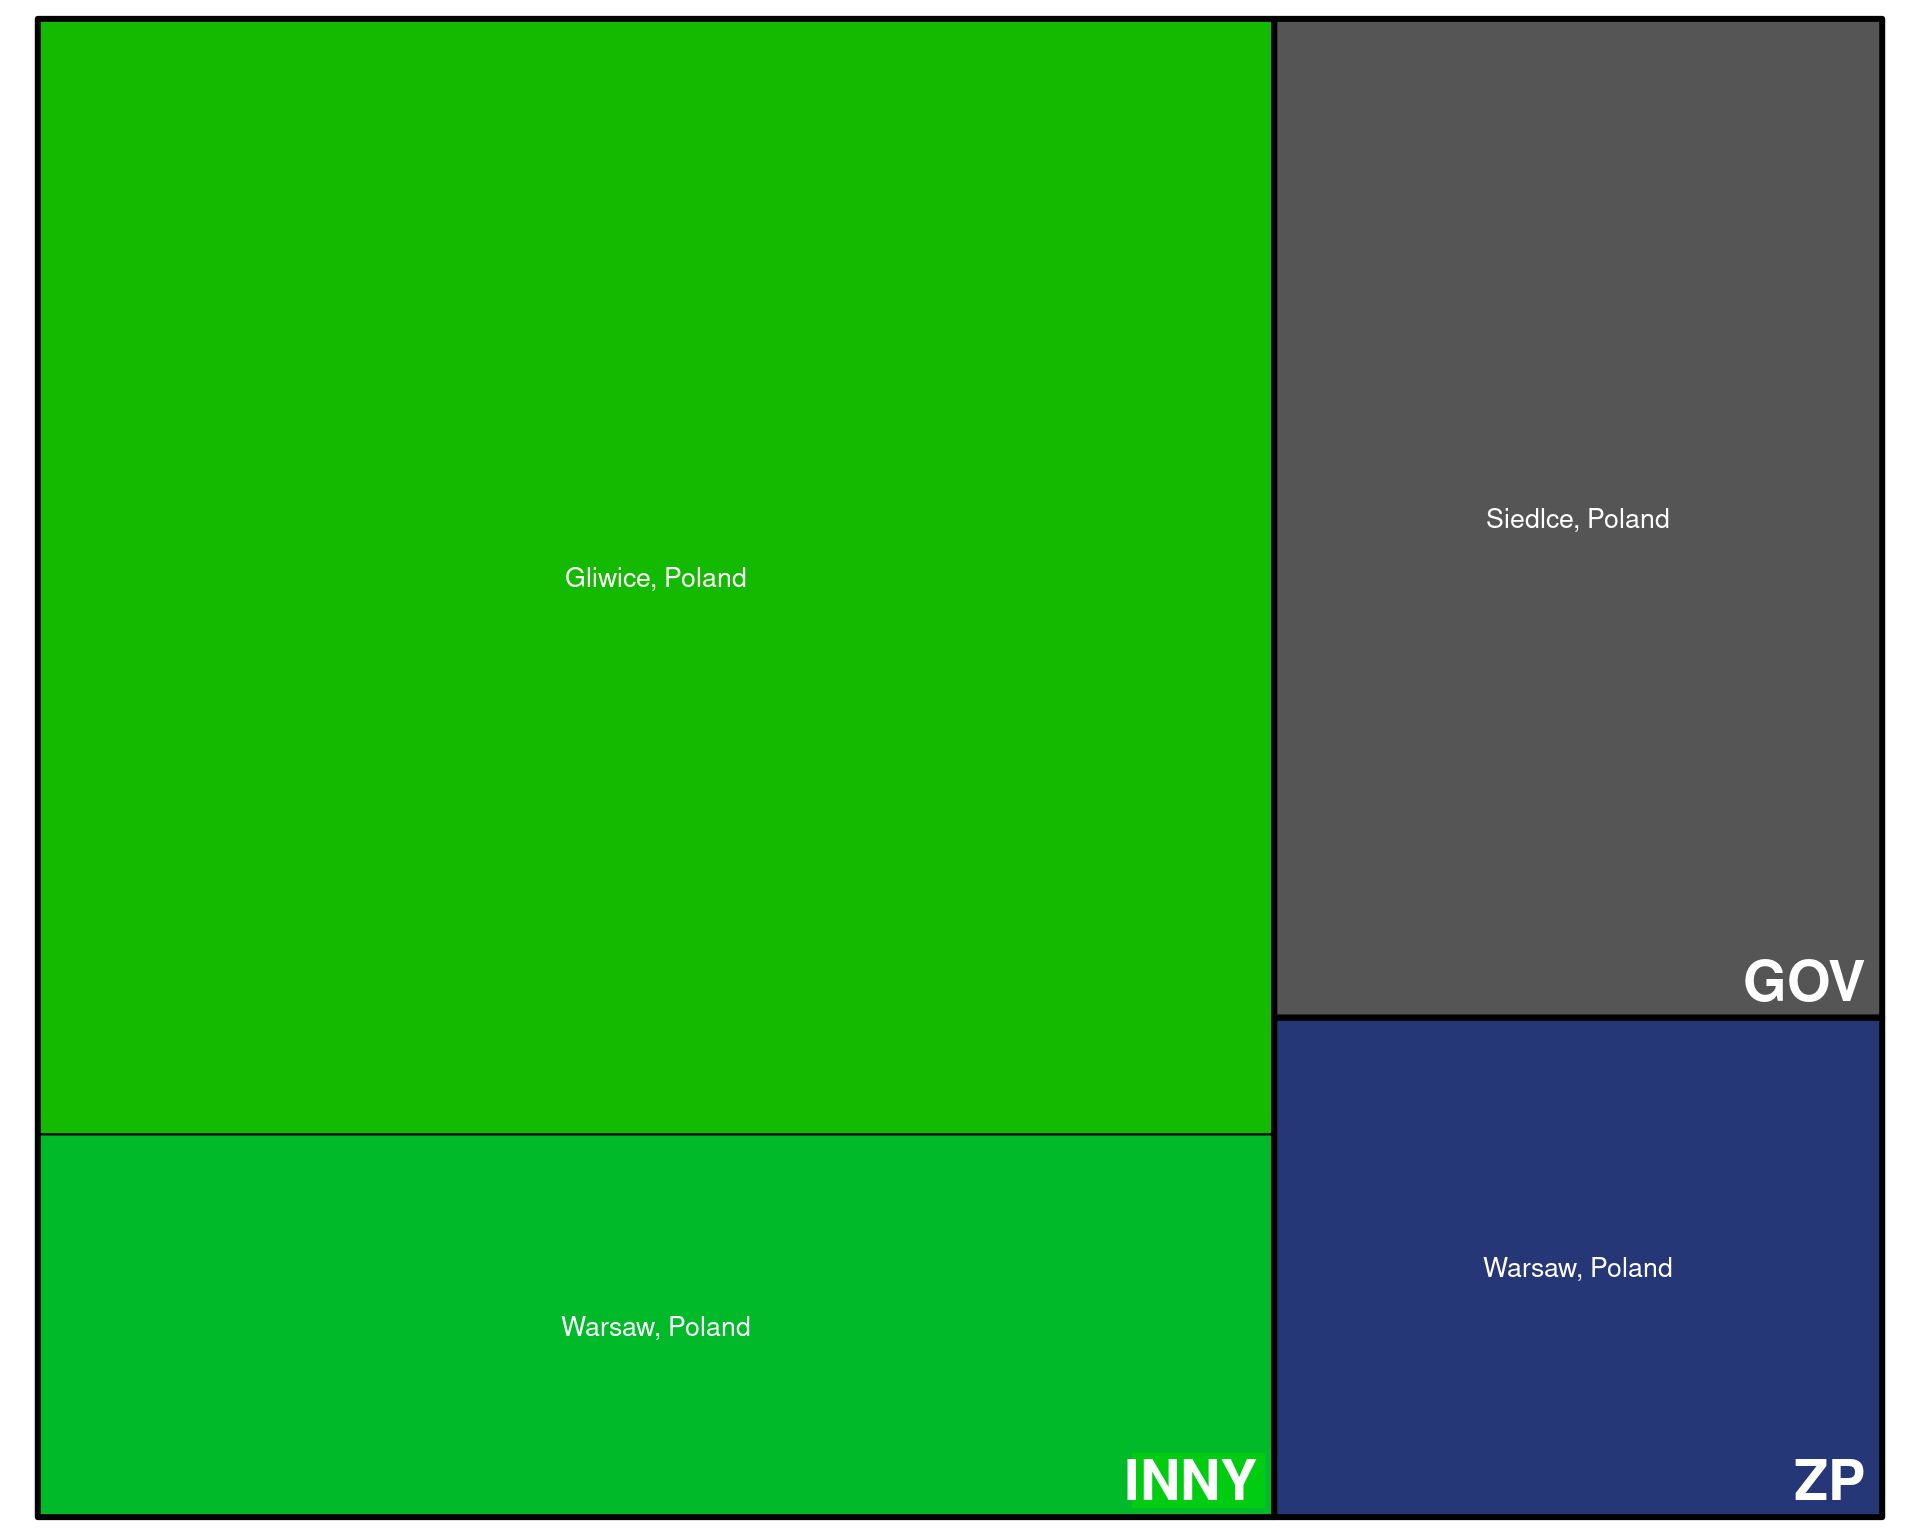 Gliwice, Poland
Warsaw, Poland
INNY
Siedlce, Poland
GOV
Warsaw, Poland
ZP